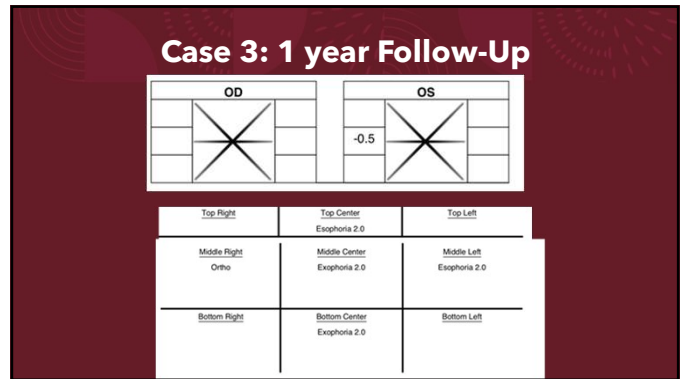 Case 3: 1 year Follow-Up
OD OS
-0.5
Top Right Top Center Top Left
Esophoria 2.0
Middle Right Middle Center Middle Left
Ortho Exophoria 2.0 Esophoria 2.0
Bottom Right Bottom Center Bottom Left
Exophoria 2.0